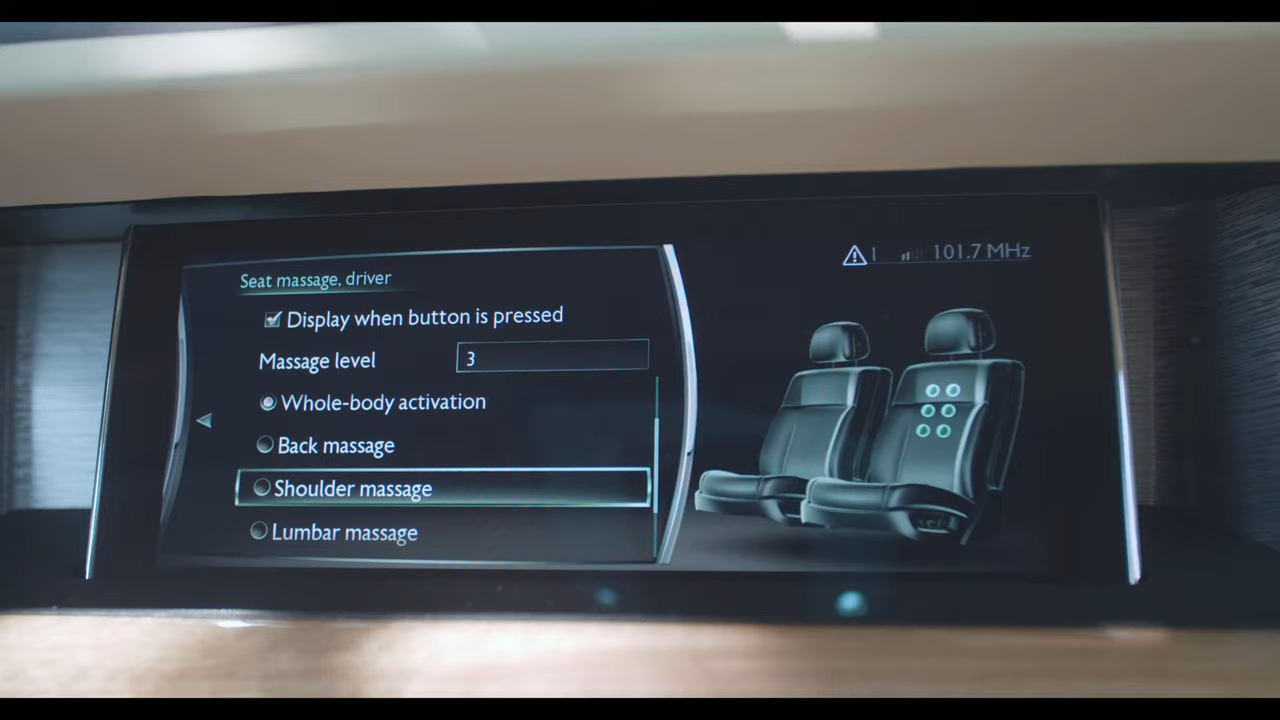 Seat massage, driver
1 101.7 MHz
Display when button is pressed
Massage level 3
Whole-body activation
Back massage
Shoulder massage
Lumbar massage